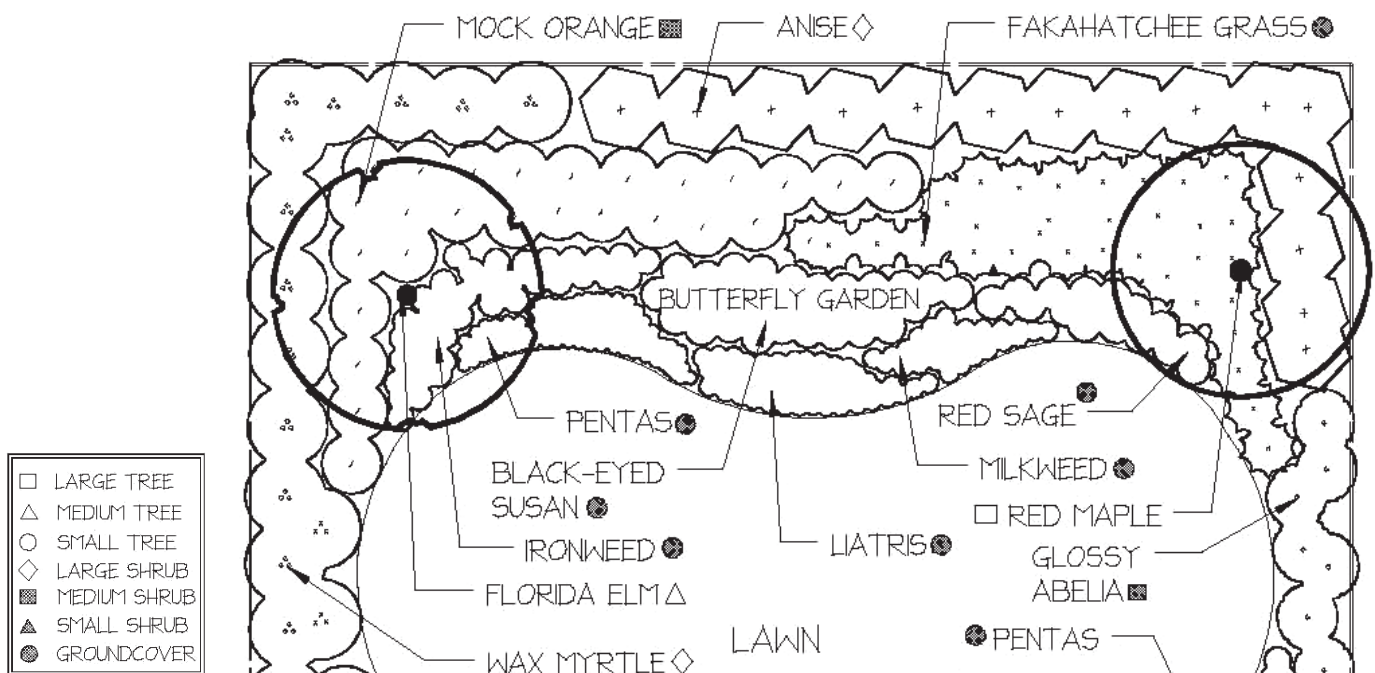 MOCK ORANGE
ANISE
FAKAHATCHEE GRASS
BUTTERFLY GARDEN
PENTAS
RED SAGE
BLACK-EYED
SUSAN
MILKWEED
RED MAPLE
IRONWEED
LIATRIS
GLOSSY
ABELIA
FLORIDA ELM
LAWN
PENTAS
WAX MYRTLE
LARGE TREE
MEDIUM TREE
SMALL TREE
LARGE SHRUB
MEDIUM SHRUB
SMALL SHRUB
GROUNDCOVER